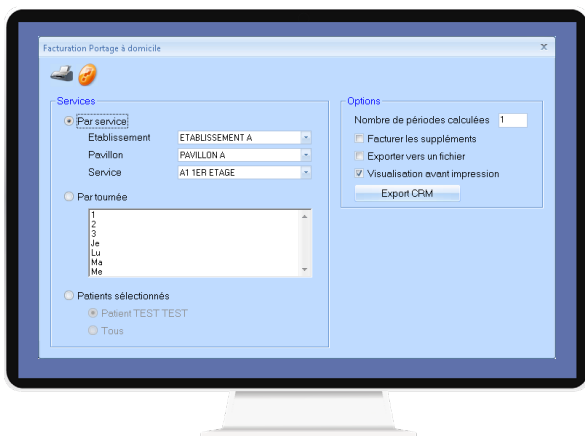 Facturation Portage à domicile
x
Services
Par service
Etablissement
ETABLISSEMENT A
Pavillon
PAVILLON A
Service
A1 1ER ETAGE
Par tournée
1
2
3
Je
Lu
Ma
Me
Patients sélectionnés
Patient TEST TEST
Tous
Options
Nombre de périodes calculées 1
Facturer les suppléments
Exporter vers un fichier
Visualisation avant impression
Export CRM